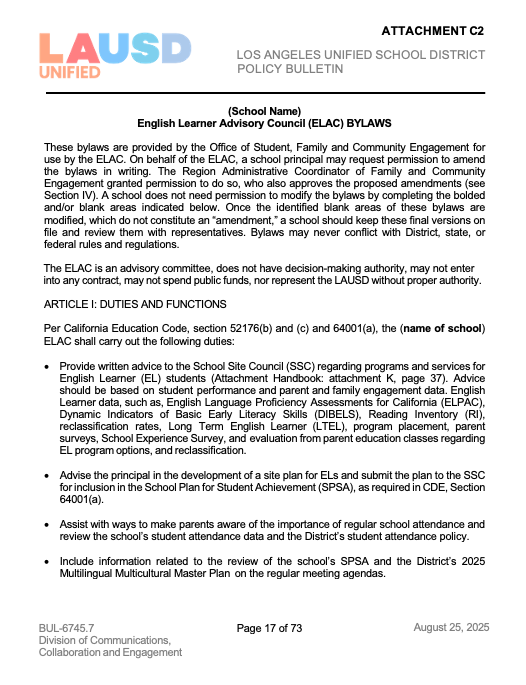 ATTACHMENT C2
LAUSD
UNIFIED
LOS ANGELES UNIFIED SCHOOL DISTRICT
POLICY BULLETIN
(School Name)
English Learner Advisory Council (ELAC) BYLAWS
These bylaws are provided by the Office of Student, Family and Community Engagement for
use by the ELAC. On behalf of the ELAC, a school principal may request permission to amend
the bylaws in writing. The Region Administrative Coordinator of Family and Community
Engagement granted permission to do so, who also approves the proposed amendments (see
Section IV). A school does not need permission to modify the bylaws by completing the bolded
and/or blank areas indicated below. Once the identified blank areas of these bylaws are
modified, which do not constitute an “amendment,” a school should keep these final versions on
file and review them with representatives. Bylaws may never conflict with District, state, or
federal rules and regulations.
The ELAC is an advisory committee, does not have decision-making authority, may not enter
into any contract, may not spend public funds, nor represent the LAUSD without proper authority.
ARTICLE I: DUTIES AND FUNCTIONS
Per California Education Code, section 52176(b) and (c) and 64001(a), the (name of school)
ELAC shall carry out the following duties:
• Provide written advice to the School Site Council (SSC) regarding programs and services for
English Learner (EL) students (Attachment Handbook: attachment K, page 37). Advice
should be based on student performance and parent and family engagement data. English
Learner data, such as, English Language Proficiency Assessments for California (ELPAC),
Dynamic Indicators of Basic Early Literacy Skills (DIBELS), Reading Inventory (RI),
reclassification rates, Long Term English Learner (LTEL), program placement, parent
surveys, School Experience Survey, and evaluation from parent education classes regarding
EL program options, and reclassification.
• Advise the principal in the development of a site plan for ELs and submit the plan to the SSC
for inclusion in the School Plan for Student Achievement (SPSA), as required in CDE, Section
64001(a).
• Assist with ways to make parents aware of the importance of regular school attendance and
review the school’s student attendance data and the District’s student attendance policy.
• Include information related to the review of the school’s SPSA and the District’s 2025
Multilingual Multicultural Master Plan on the regular meeting agendas.
BUL-6745.7
Division of Communications,
Collaboration and Engagement
Page 17 of 73
August 25, 2025